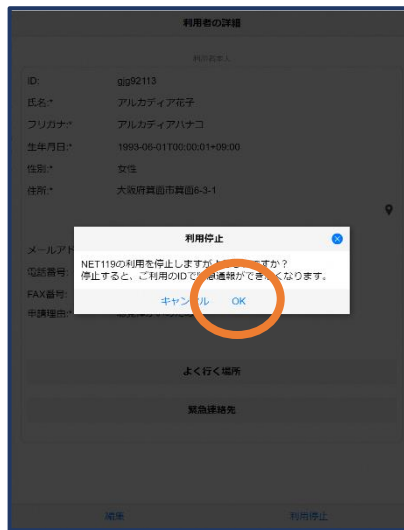 利用者の詳細
利用者本人
ID: gjg92113
氏名:* アルカディア花子
フリガナ:* アルカディアハナコ
生年月日:* 1993-06-01T00:00:01+09:00
性別:* 女性
住所:* 大阪府箕面市箕面6-3-1
メールアド
電話番号:
FAX番号:
申請理由:*
利用停止
NET119の利用を停止しますが
ですか？
停止すると、ご利用のIDで緊急通報ができなくなります。
キャンセル OK
よく行く場所
緊急連絡先
編集 利用停止